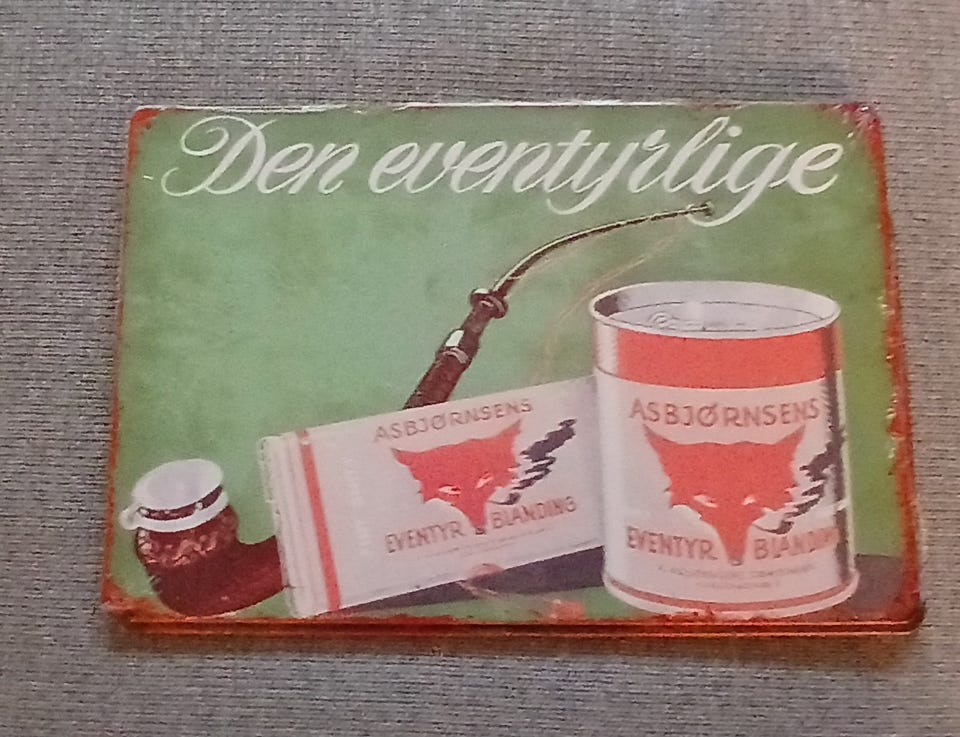 Den eventyrlige
ASBJØRNSENS
EVENTYR BLANDING
ASBJØRNSENS
EVENTYR BLANDING